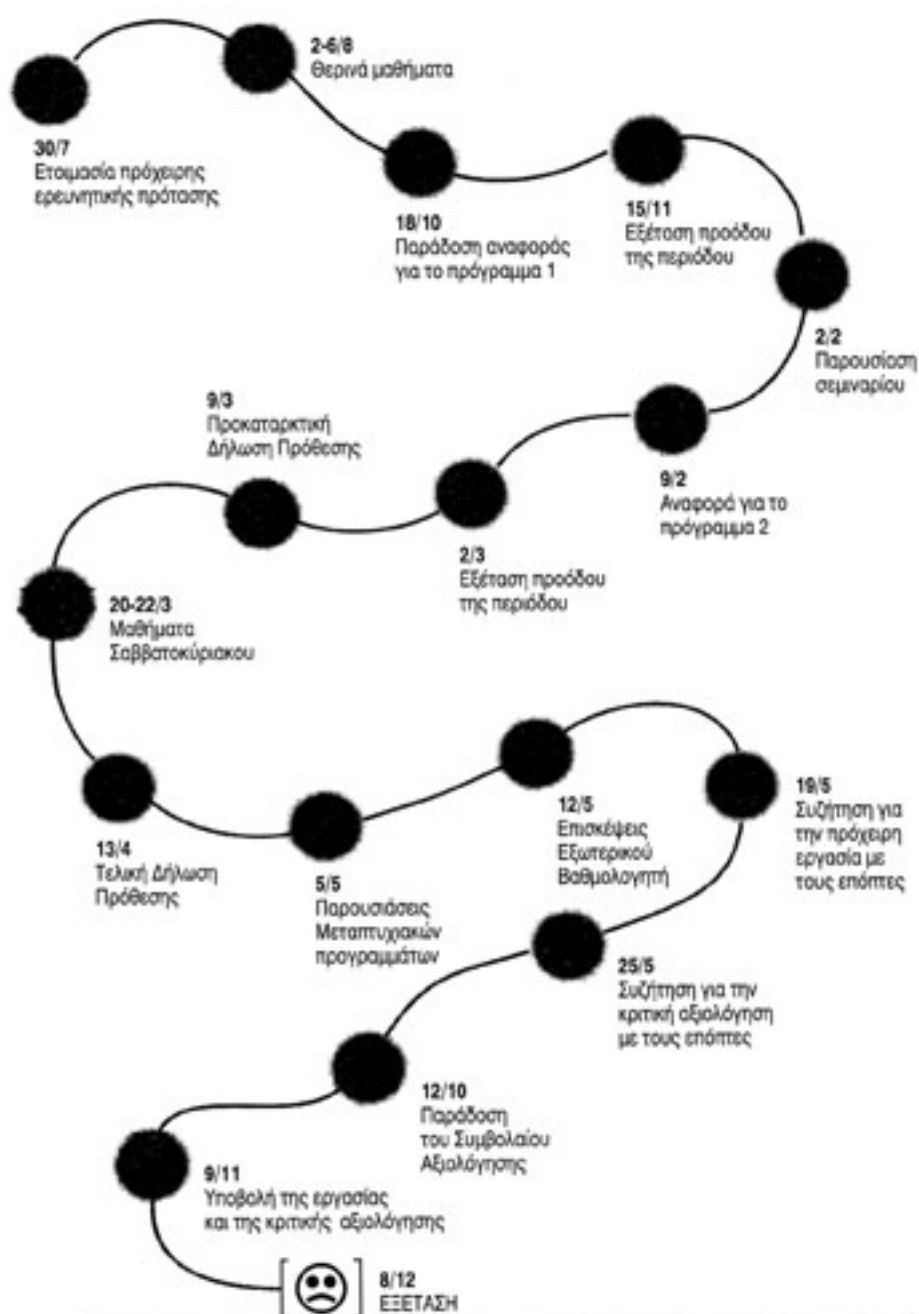 30/7
Ετοιμασία πρόχειρης
ερευνητικής πρότασης
2-6/8
Θερινά μαθήματα
18/10
Παράδοση αναφοράς
για το πρόγραμμα 1
15/11
Εξέταση προόδου
της περιόδου
2/2
Παρουσίαση
σεμιναρίου
9/2
Αναφορά για το
πρόγραμμα 2
2/3
Εξέταση προόδου
της περιόδου
9/3
Προκαταρκτική
Δήλωση Πρόθεσης
20-22/3
Μαθήματα
Σαββατοκύριακου
13/4
Τελική Δήλωση
Πρόθεσης
5/5
Παρουσιάσεις
Μεταπτυχιακών
προγραμμάτων
12/5
Επισκέψεις
Εξωτερικού
Βαθμολογητή
19/5
Συζήτηση για
την πρόχειρη
εργασία με
τους επόπτες
25/5
Συζήτηση για την
κριτική αξιολόγηση
με τους επόπτες
12/10
Παράδοση
του Συμβολαίου
Αξιολόγησης
9/11
Υποβολή της εργασίας
και της κριτικής αξιολόγησης
8/12
ΕΞΕΤΑΣΗ